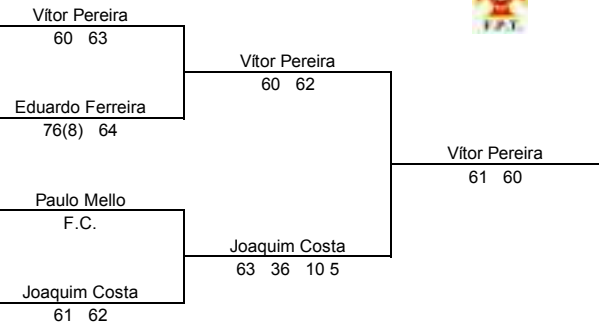 Vítor Pereira
60 63
Vítor Pereira
60 62
Eduardo Ferreira
76(8) 64
Vítor Pereira
61 60
Paulo Mello
F.C.
Joaquim Costa
63 36 10 5
Joaquim Costa
61 62
F.P.T.